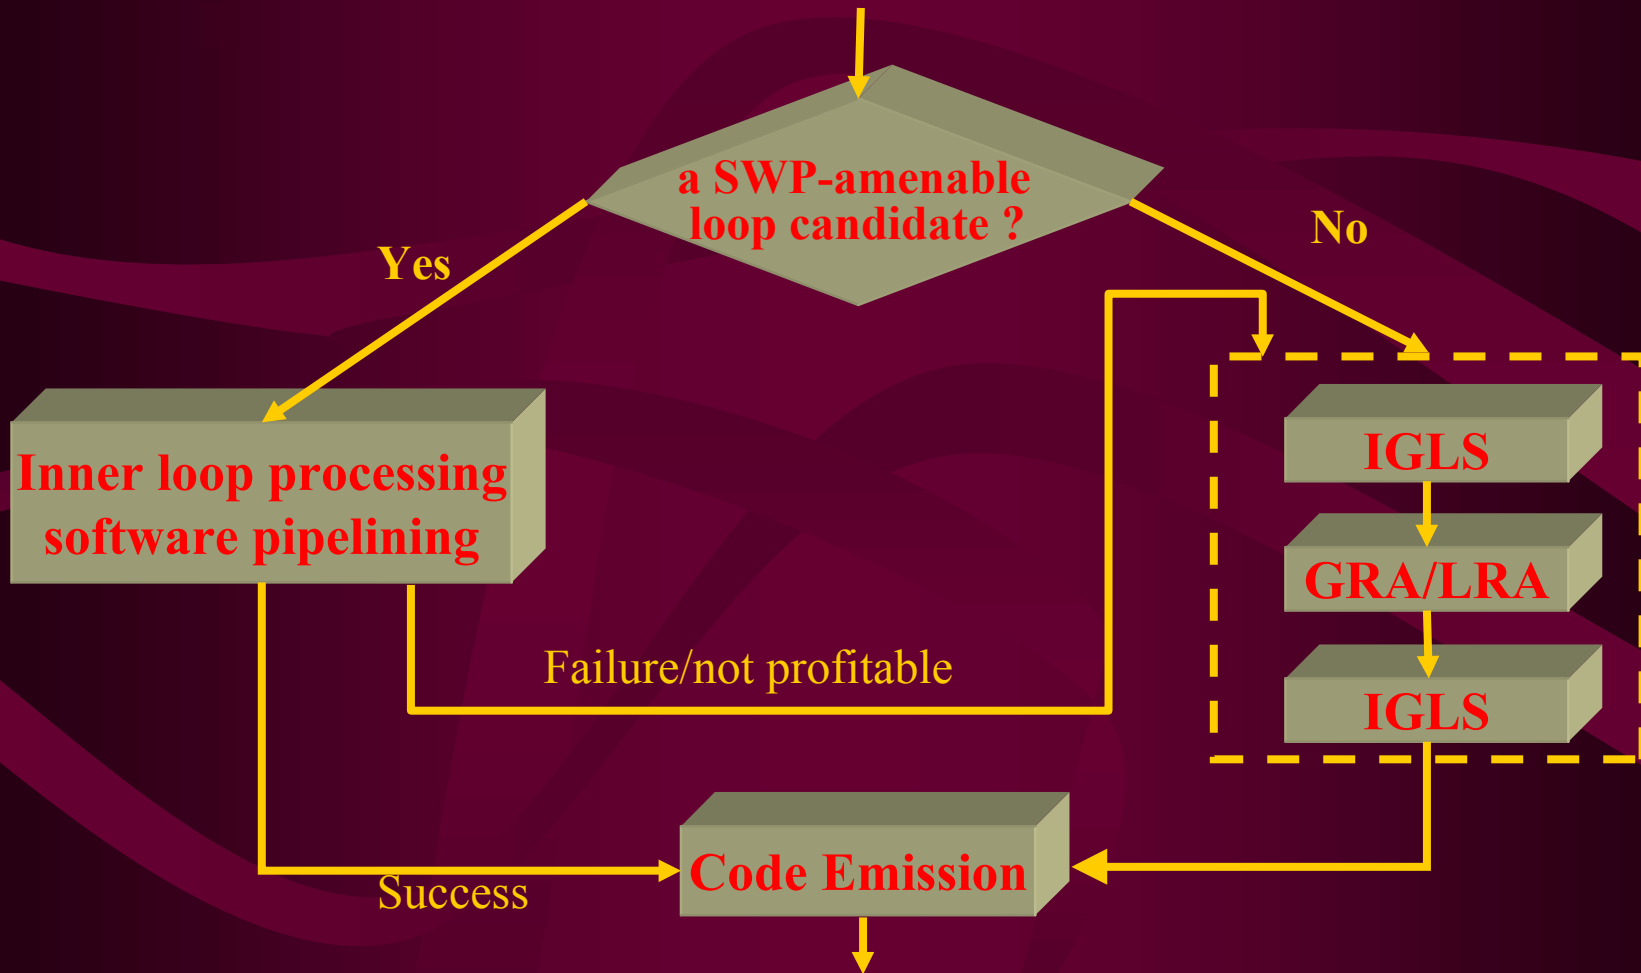 a SWP-amenable
loop candidate ?
Yes
No
Inner loop processing
software pipelining
IGLS
GRA/LRA
IGLS
Failure/not profitable
Code Emission
Success